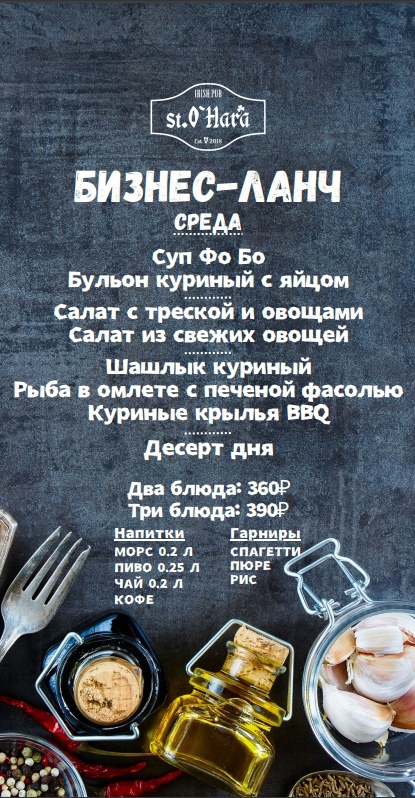 IRISH PUB
st.O`Hara
Est. 2018
БИЗНЕС-ЛАНЧ
СРЕДА
Суп Фо Бо
Бульон куриный с яйцом
Салат с треской и овощами
Салат из свежих овощей
Шашлык куриный
Рыба в омлете с печеной фасолью
Куриные крылья BBQ
Десерт дня
Два блюда: 360₽
Три блюда: 390₽
Напитки
МОРС 0.2 Л
ПИВО 0.25 Л
ЧАЙ 0.2 Л
КОФЕ
Гарниры
СПАГЕТТИ
ПЮРЕ
РИС